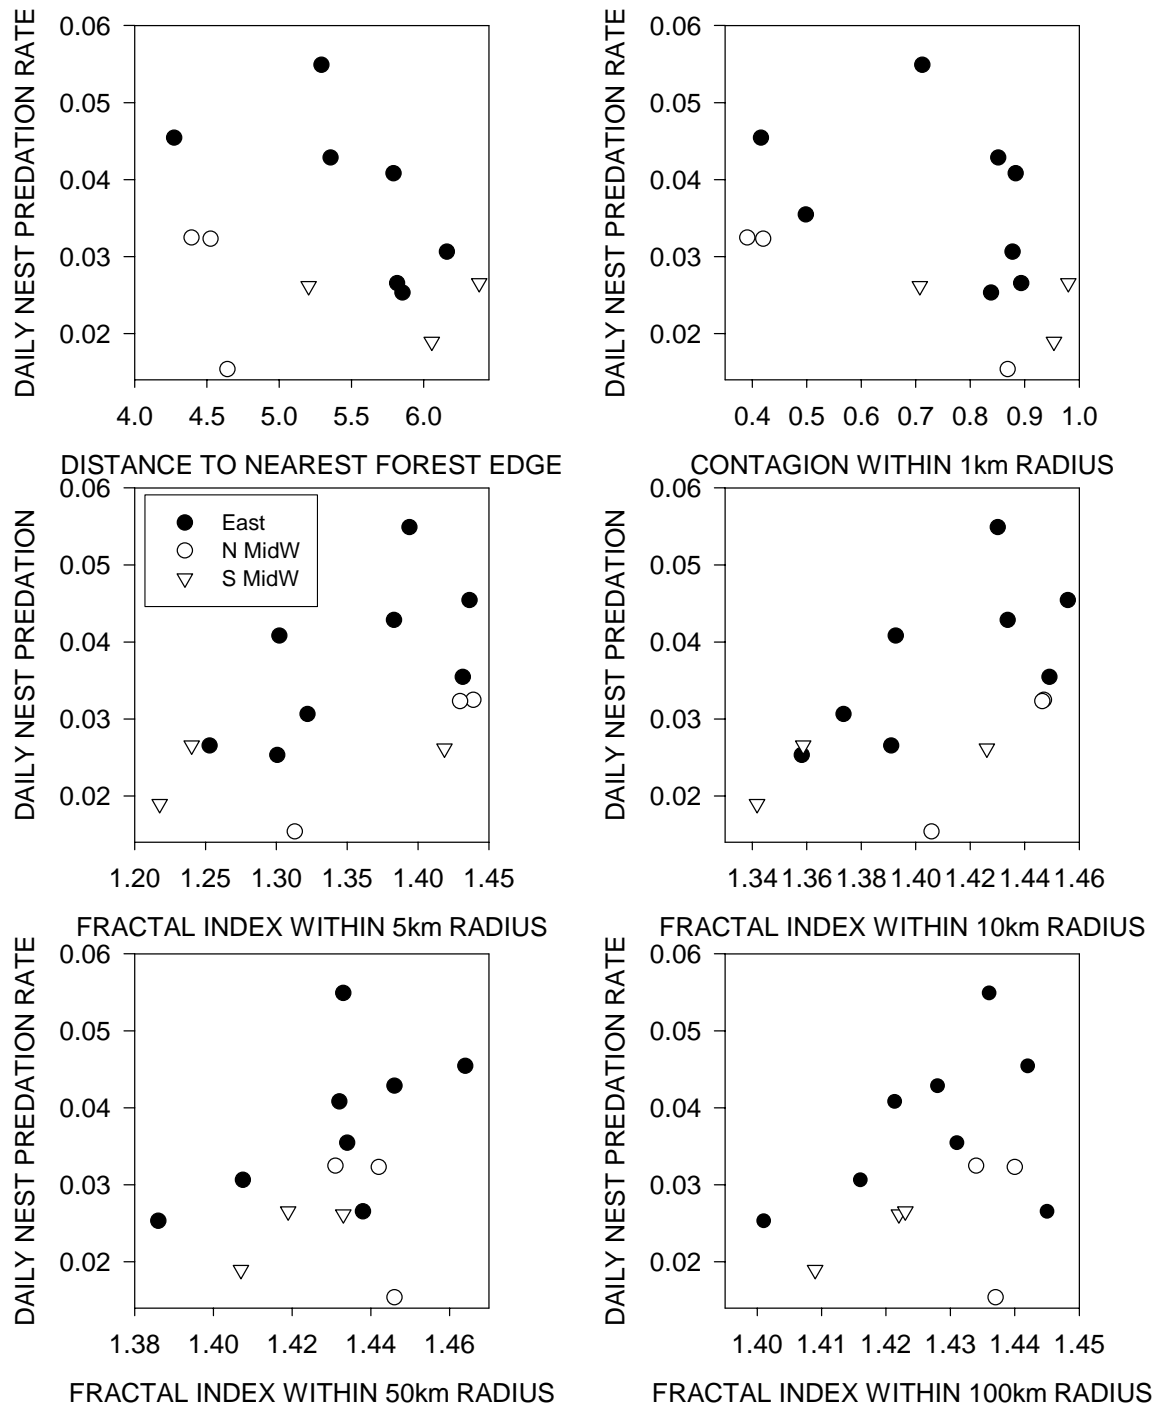 DAILY NEST PREDATION RATE
0.06
0.05
0.04
0.03
0.02
4.0 4.5 5.0 5.5 6.0
DISTANCE TO NEAREST FOREST EDGE
DAILY NEST PREDATION RATE
0.06
0.05
0.04
0.03
0.02
0.4 0.5 0.6 0.7 0.8 0.9 1.0
CONTAGION WITHIN 1km RADIUS
DAILY NEST PREDATION
0.06
0.05
0.04
0.03
0.02
East
N MidW
S MidW
1.20 1.25 1.30 1.35 1.40 1.45
FRACTAL INDEX WITHIN 5km RADIUS
DAILY NEST PREDATION
0.06
0.05
0.04
0.03
0.02
1.34 1.36 1.38 1.40 1.42 1.44 1.46
FRACTAL INDEX WITHIN 10km RADIUS
DAILY NEST PREDATION RATE
0.06
0.05
0.04
0.03
0.02
1.38 1.40 1.42 1.44 1.46
FRACTAL INDEX WITHIN 50km RADIUS
DAILY NEST PREDATION RATE
0.06
0.05
0.04
0.03
0.02
1.40 1.41 1.42 1.43 1.44 1.45
FRACTAL INDEX WITHIN 100km RADIUS